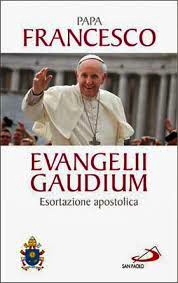 PAPA
FRANCESCO
EVANGELII
GAUDIUM
Esortazione apostolica
SAN PAOLO